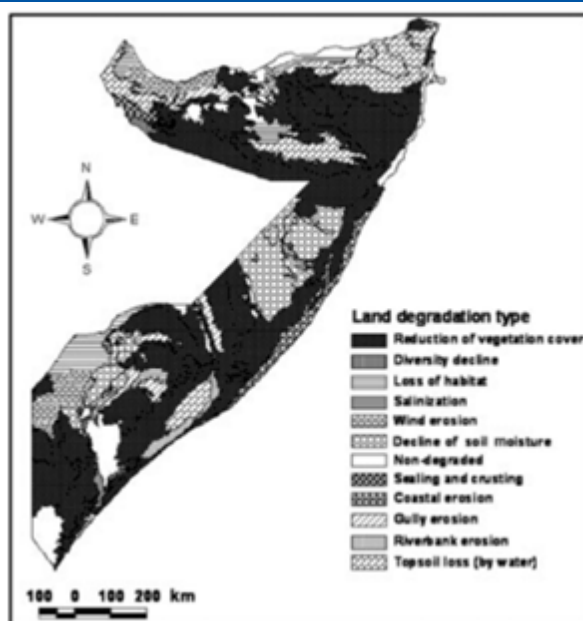 N
W E
S
Land degradation type
Reduction of vegetation cover
Diversity decline
Loss of habitat
Salinization
Wind erosion
Decline of soil moisture
Non-degraded
Sealing and crusting
Coastal erosion
Gully erosion
Riverbank erosion
Topsoil loss (by water)
100 0 100 200 km